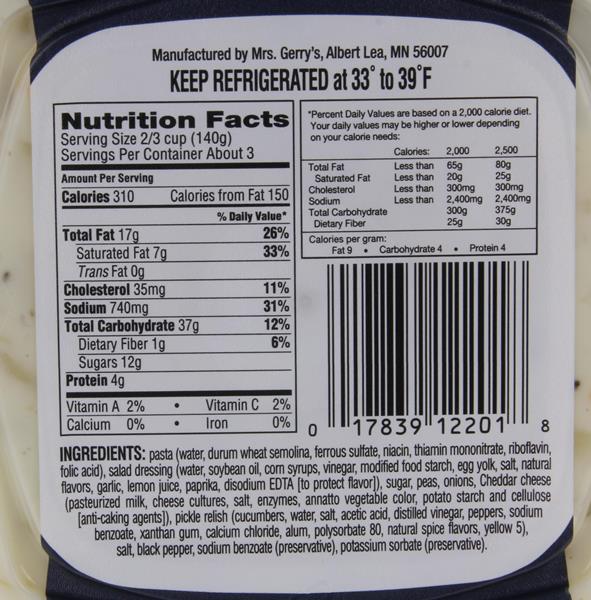 Manufactured by Mrs. Gerry's, Albert Lea, MN 56007
KEEP REFRIGERATED at 33° to 39°F
Nutrition Facts
Serving Size 2/3 cup (140g)
Servings Per Container About 3
Amount Per Serving
Calories 310 Calories from Fat 150
% Daily Value*
Total Fat 17g 26%
Saturated Fat 7g 33%
Trans Fat 0g
Cholesterol 35mg 11%
Sodium 740mg 31%
Total Carbohydrate 37g 12%
Dietary Fiber 1g 6%
Sugars 12g
Protein 4g
Vitamin A 2% • Vitamin C 2%
Calcium 0% • Iron 0%
*Percent Daily Values are based on a 2,000 calorie diet.
Your daily values may be higher or lower depending
on your calorie needs:
Calories: 2,000 2,500
Total Fat Less than 65g 80g
Saturated Fat Less than 20g 25g
Cholesterol Less than 300mg 300mg
Sodium Less than 2,400mg 2,400mg
Total Carbohydrate 300g 375g
Dietary Fiber 25g 30g
Calories per gram:
Fat 9 • Carbohydrate 4 • Protein 4
0 17839 12201 8
INGREDIENTS: pasta (water, durum wheat semolina, ferrous sulfate, niacin, thiamin mononitrate, riboflavin,
folic acid), salad dressing (water, soybean oil, corn syrups, vinegar, modified food starch, egg yolk, salt, natural
flavors, garlic, lemon juice, paprika, disodium EDTA [to protect flavor]), sugar, peas, onions, Cheddar cheese
(pasteurized milk, cheese cultures, salt, enzymes, annatto vegetable color, potato starch and cellulose
[anti-caking agents]), pickle relish (cucumbers, water, salt, acetic acid, distilled vinegar, peppers, sodium
benzoate, xanthan gum, calcium chloride, alum, polysorbate 80, natural spice flavors, yellow 5),
salt, black pepper, sodium benzoate (preservative), potassium sorbate (preservative).